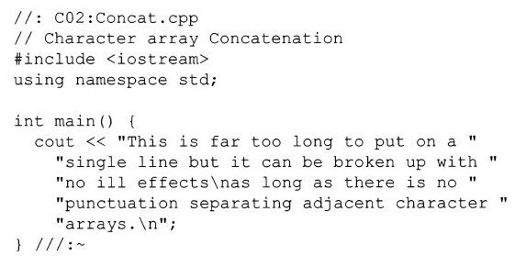 //: C02:Concat.cpp
// Character array Concatenation
#include <iostream>
using namespace std;

int main() {
  cout << "This is far too long to put on a "
    "single line but it can be broken up with "
    "no ill effects\nas long as there is no "
    "punctuation separating adjacent character "
    "arrays.\n";
} ///:~